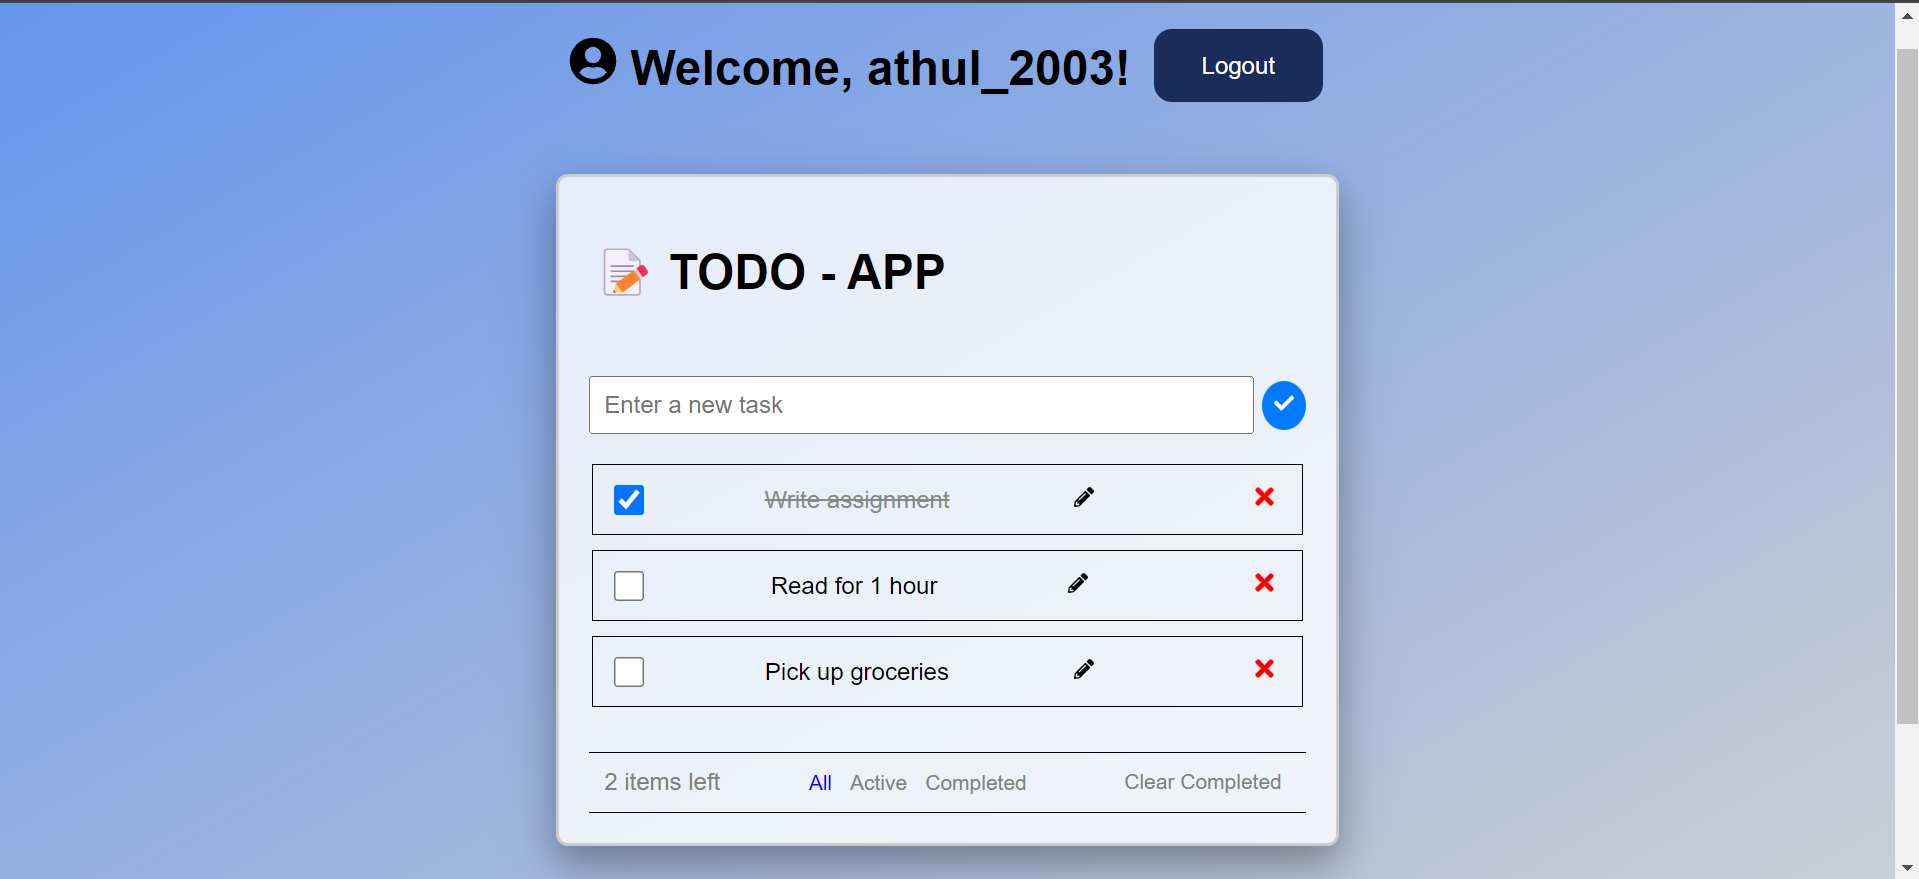 Welcome, athul_2003! Logout
TODO - APP
Enter a new task
Write assignment
Read for 1 hour
Pick up groceries
2 items left All Active Completed Clear Completed